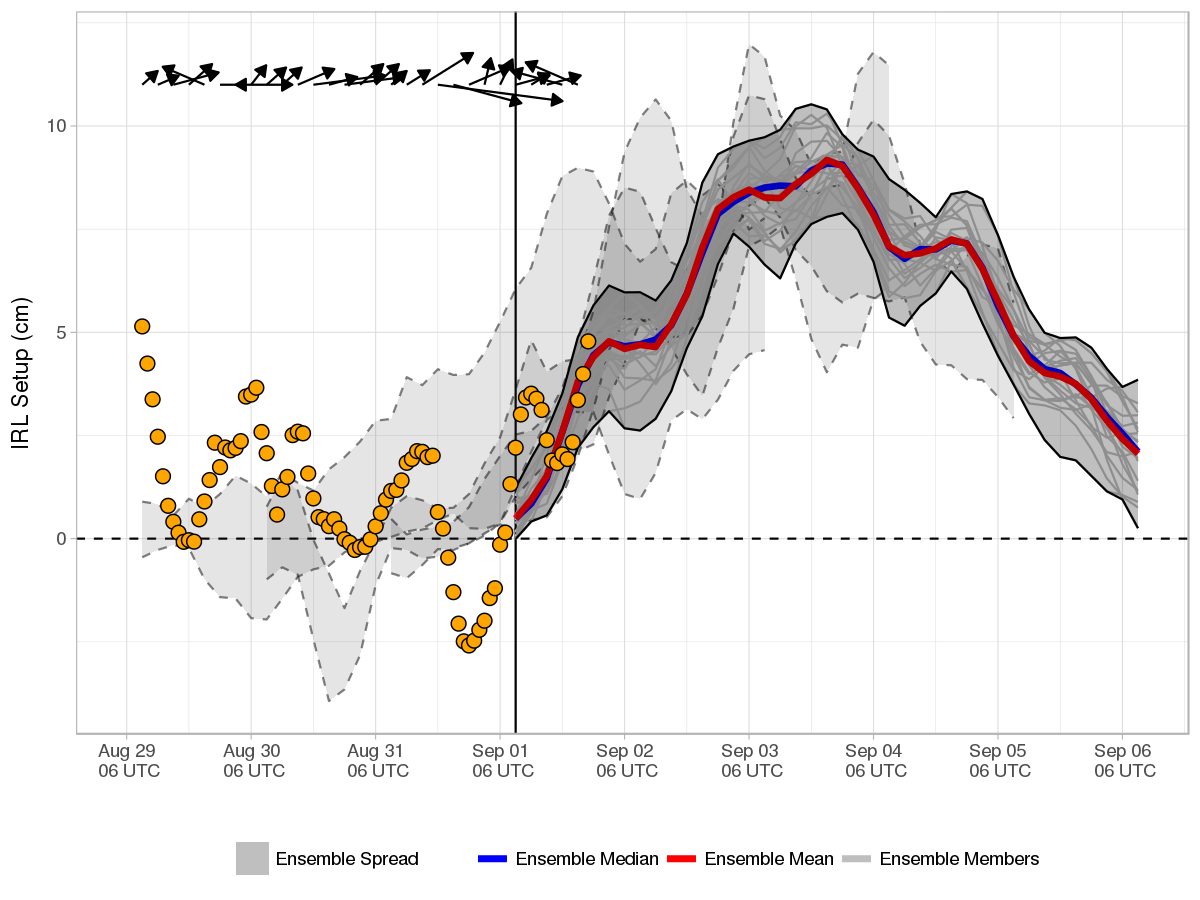 IRL Setup (cm)
10
5
0
Aug 29
06 UTC
Aug 30
06 UTC
Aug 31
06 UTC
Sep 01
06 UTC
Sep 02
06 UTC
Sep 03
06 UTC
Sep 04
06 UTC
Sep 05
06 UTC
Sep 06
06 UTC
Ensemble Spread
Ensemble Median
Ensemble Mean
Ensemble Members